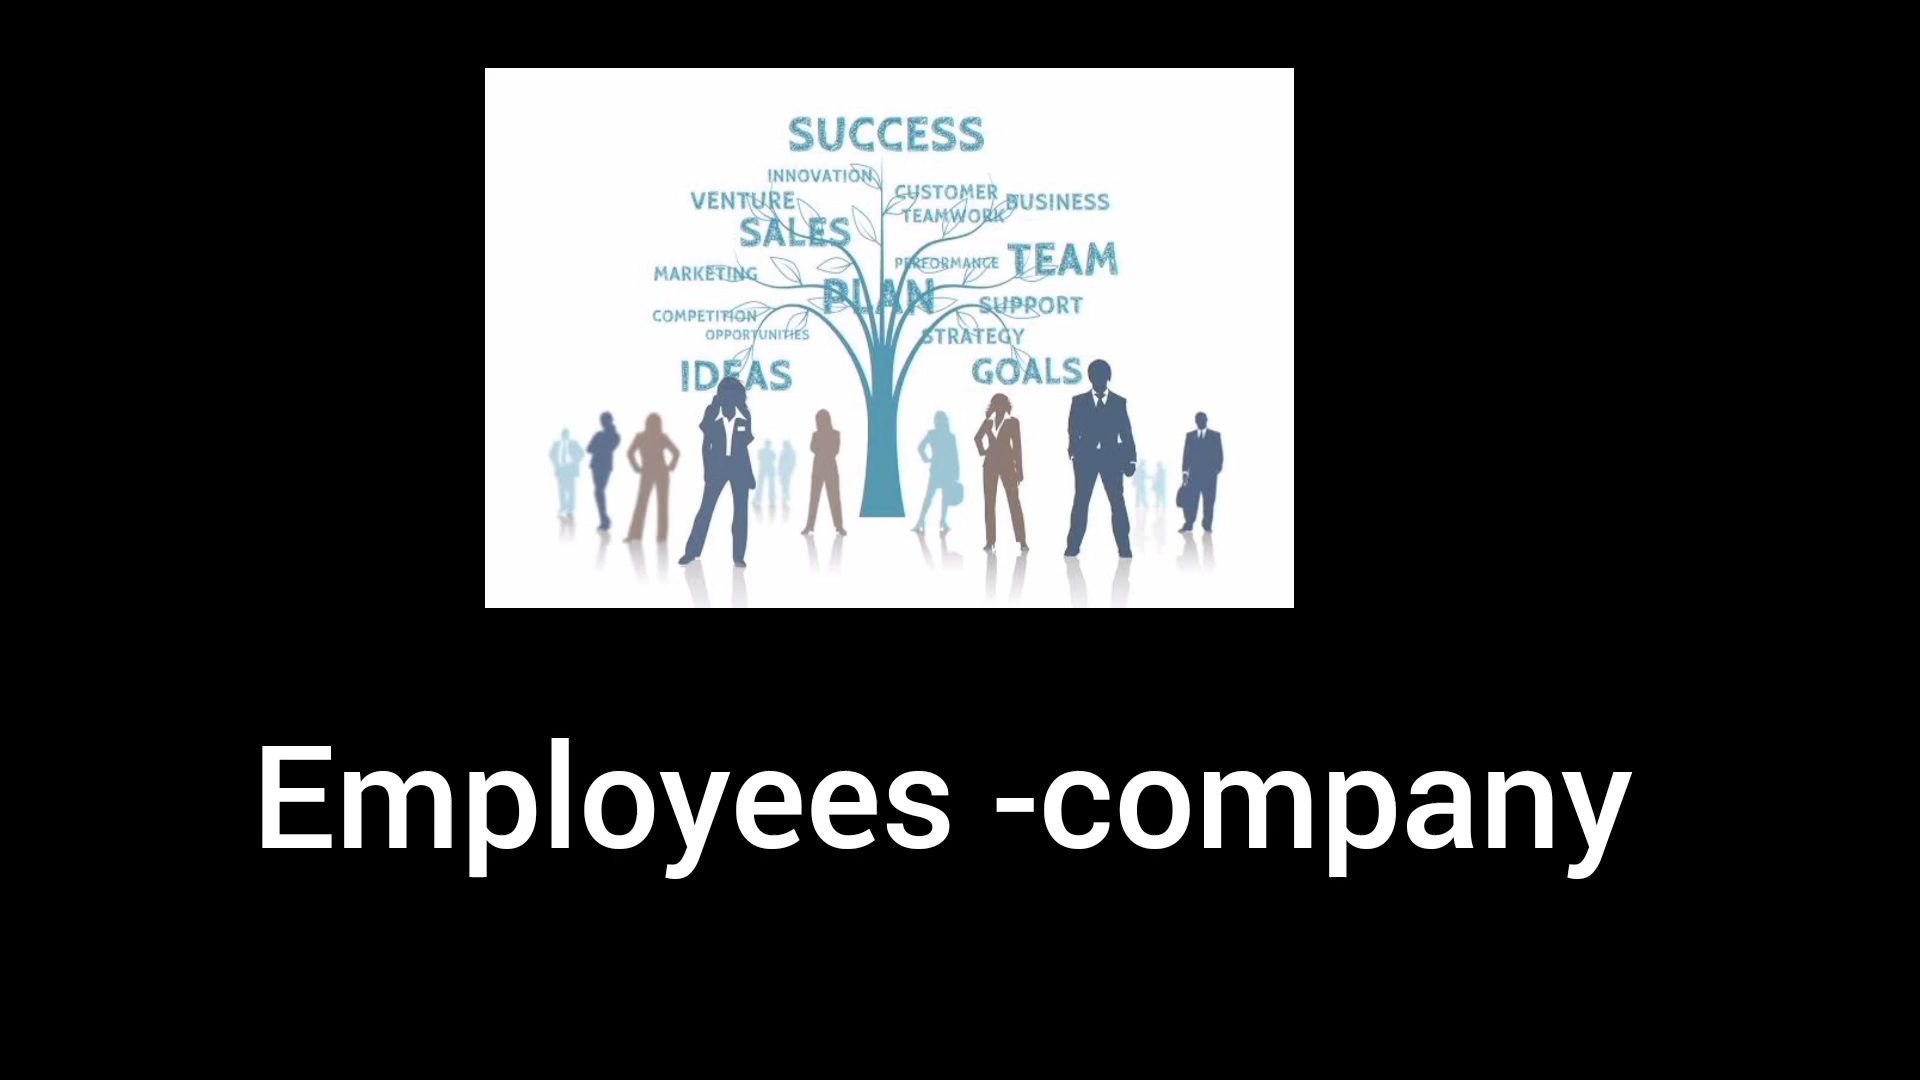 SUCCESS
INNOVATION
CUSTOMER
VENTURE
BUSINESS
TEAMWORK
SALES
TEAM
PERFORMANCE
MARKETING
PLAN
SUPPORT
COMPETITION
OPPORTUNITIES
STRATEGY
IDEAS
GOALS
Employees -company